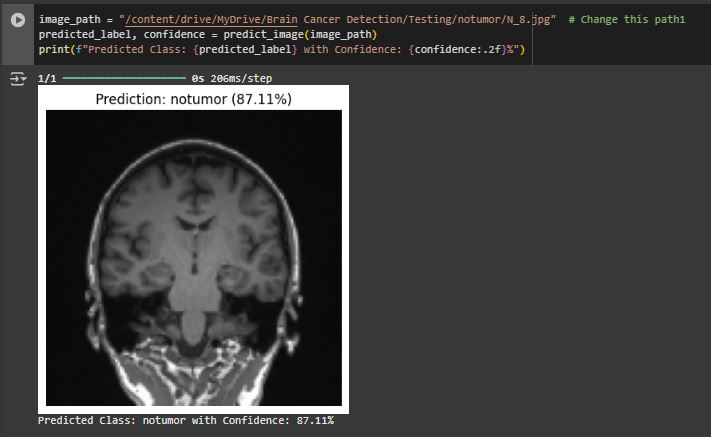 image_path = "/content/drive/MyDrive/Brain Cancer Detection/Testing/notumor/N_8.jpg"  # Change this path1
predicted_label, confidence = predict_image(image_path)
print(f"Predicted Class: {predicted_label} with Confidence: {confidence:.2f}%")
1/1 ━━━━━━━━━━━━━━━━━━━━ 0s 206ms/step
Prediction: notumor (87.11%)
Predicted Class: notumor with Confidence: 87.11%